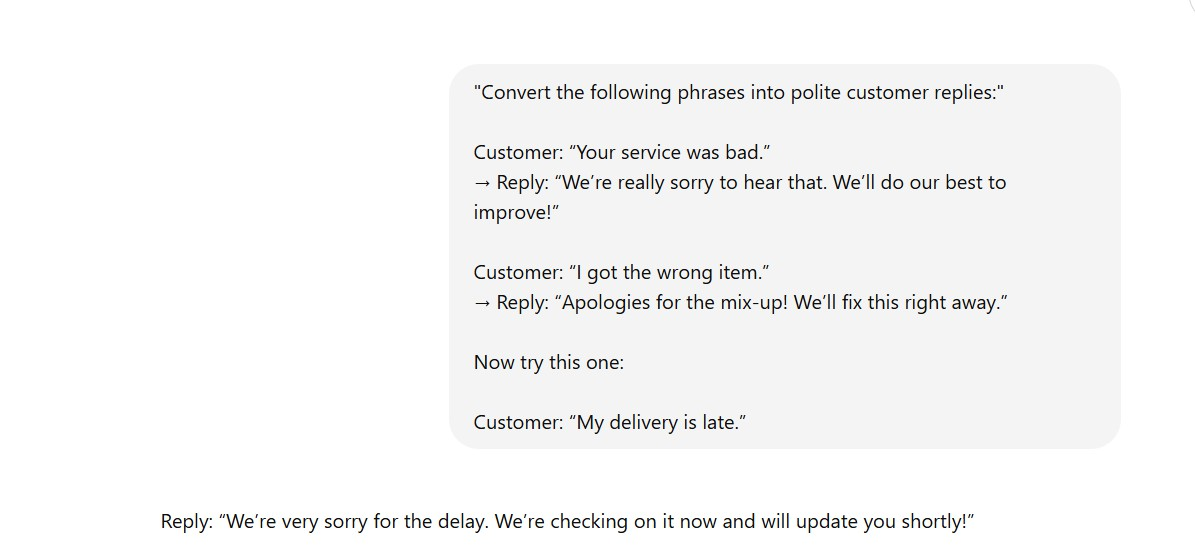 "Convert the following phrases into polite customer replies:"
Customer: “Your service was bad.”
→ Reply: “We’re really sorry to hear that. We’ll do our best to
improve!”
Customer: “I got the wrong item.”
→ Reply: “Apologies for the mix-up! We’ll fix this right away.”
Now try this one:
Customer: “My delivery is late.”
Reply: “We’re very sorry for the delay. We’re checking on it now and will update you shortly!”